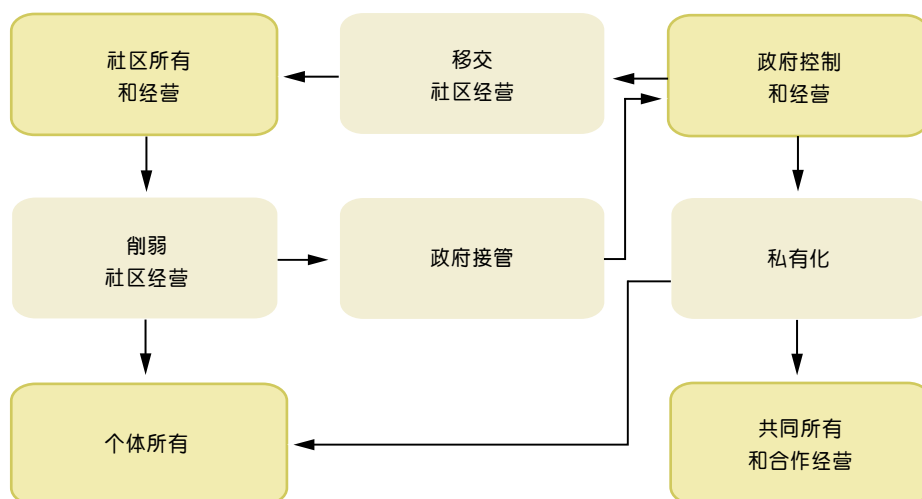 社区所有
和经营
移交
社区经营
政府控制
和经营
削弱
社区经营
政府接管
私有化
个体所有
共同所有
和合作经营